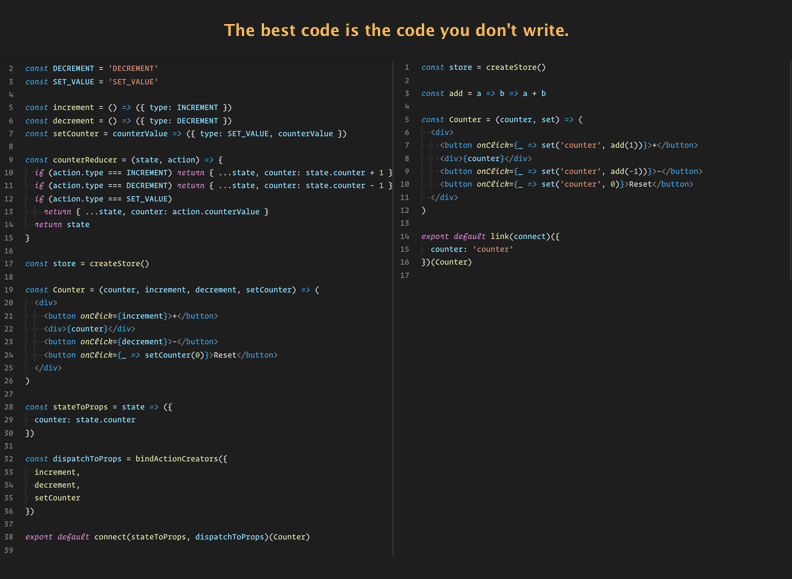 The best code is the code you don't write.
2 const DECREMENT = 'DECREMENT'
3 const SET_VALUE = 'SET_VALUE'
4
5 const increment = () => ({ type: INCREMENT })
6 const decrement = () => ({ type: DECREMENT })
7 const setCounter = counterValue => ({ type: SET_VALUE, counterValue })
8
9 const counterReducer = (state, action) => {
10 if (action.type === INCREMENT) return { ...state, counter: state.counter + 1 }
11 if (action.type === DECREMENT) return { ...state, counter: state.counter - 1 }
12 if (action.type === SET_VALUE)
13 return { ...state, counter: action.counterValue }
14 return state
15 }
16
17 const store = createStore()
18
19 const Counter = (counter, increment, decrement, setCounter) => (
20 <div>
21 <button onClick={increment}>+</button>
22 <div>{counter}</div>
23 <button onClick={decrement}>-</button>
24 <button onClick={_ => setCounter(0)}>Reset</button>
25 </div>
26 )
27
28 const stateToProps = state => ({
29 counter: state.counter
30 })
31
32 const dispatchToProps = bindActionCreators({
33 increment,
34 decrement,
35 setCounter
36 })
37
38 export default connect(stateToProps, dispatchToProps)(Counter)
39
1 const store = createStore()
2
3 const add = a => b => a + b
4
5 const Counter = (counter, set) => (
6 <div>
7 <button onClick={_ => set('counter', add(1))}>+</button>
8 <div>{counter}</div>
9 <button onClick={_ => set('counter', add(-1))}>-</button>
10 <button onClick={_ => set('counter', 0)}>Reset</button>
11 </div>
12 )
13
14 export default link(connect)({
15 counter: 'counter'
16 })(Counter)
17